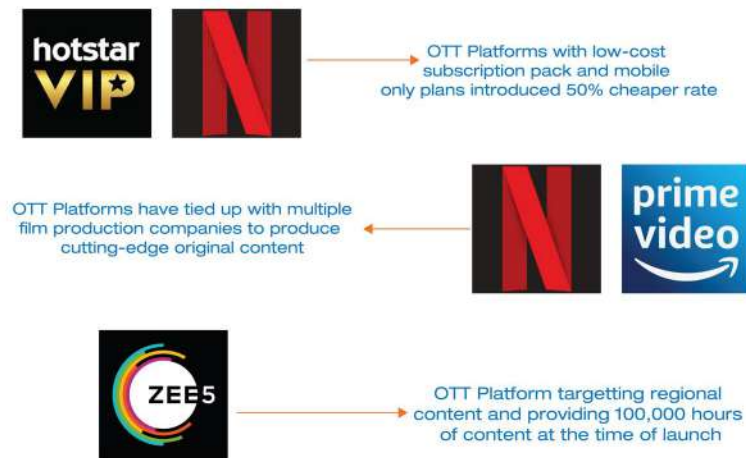 hotstar
VIP
N
OTT Platforms with low-cost
subscription pack and mobile
only plans introduced 50% cheaper rate
OTT Platforms have tied up with multiple
film production companies to produce
cutting-edge original content
N
prime
video
ZEE5
OTT Platform targetting regional
content and providing 100,000 hours
of content at the time of launch